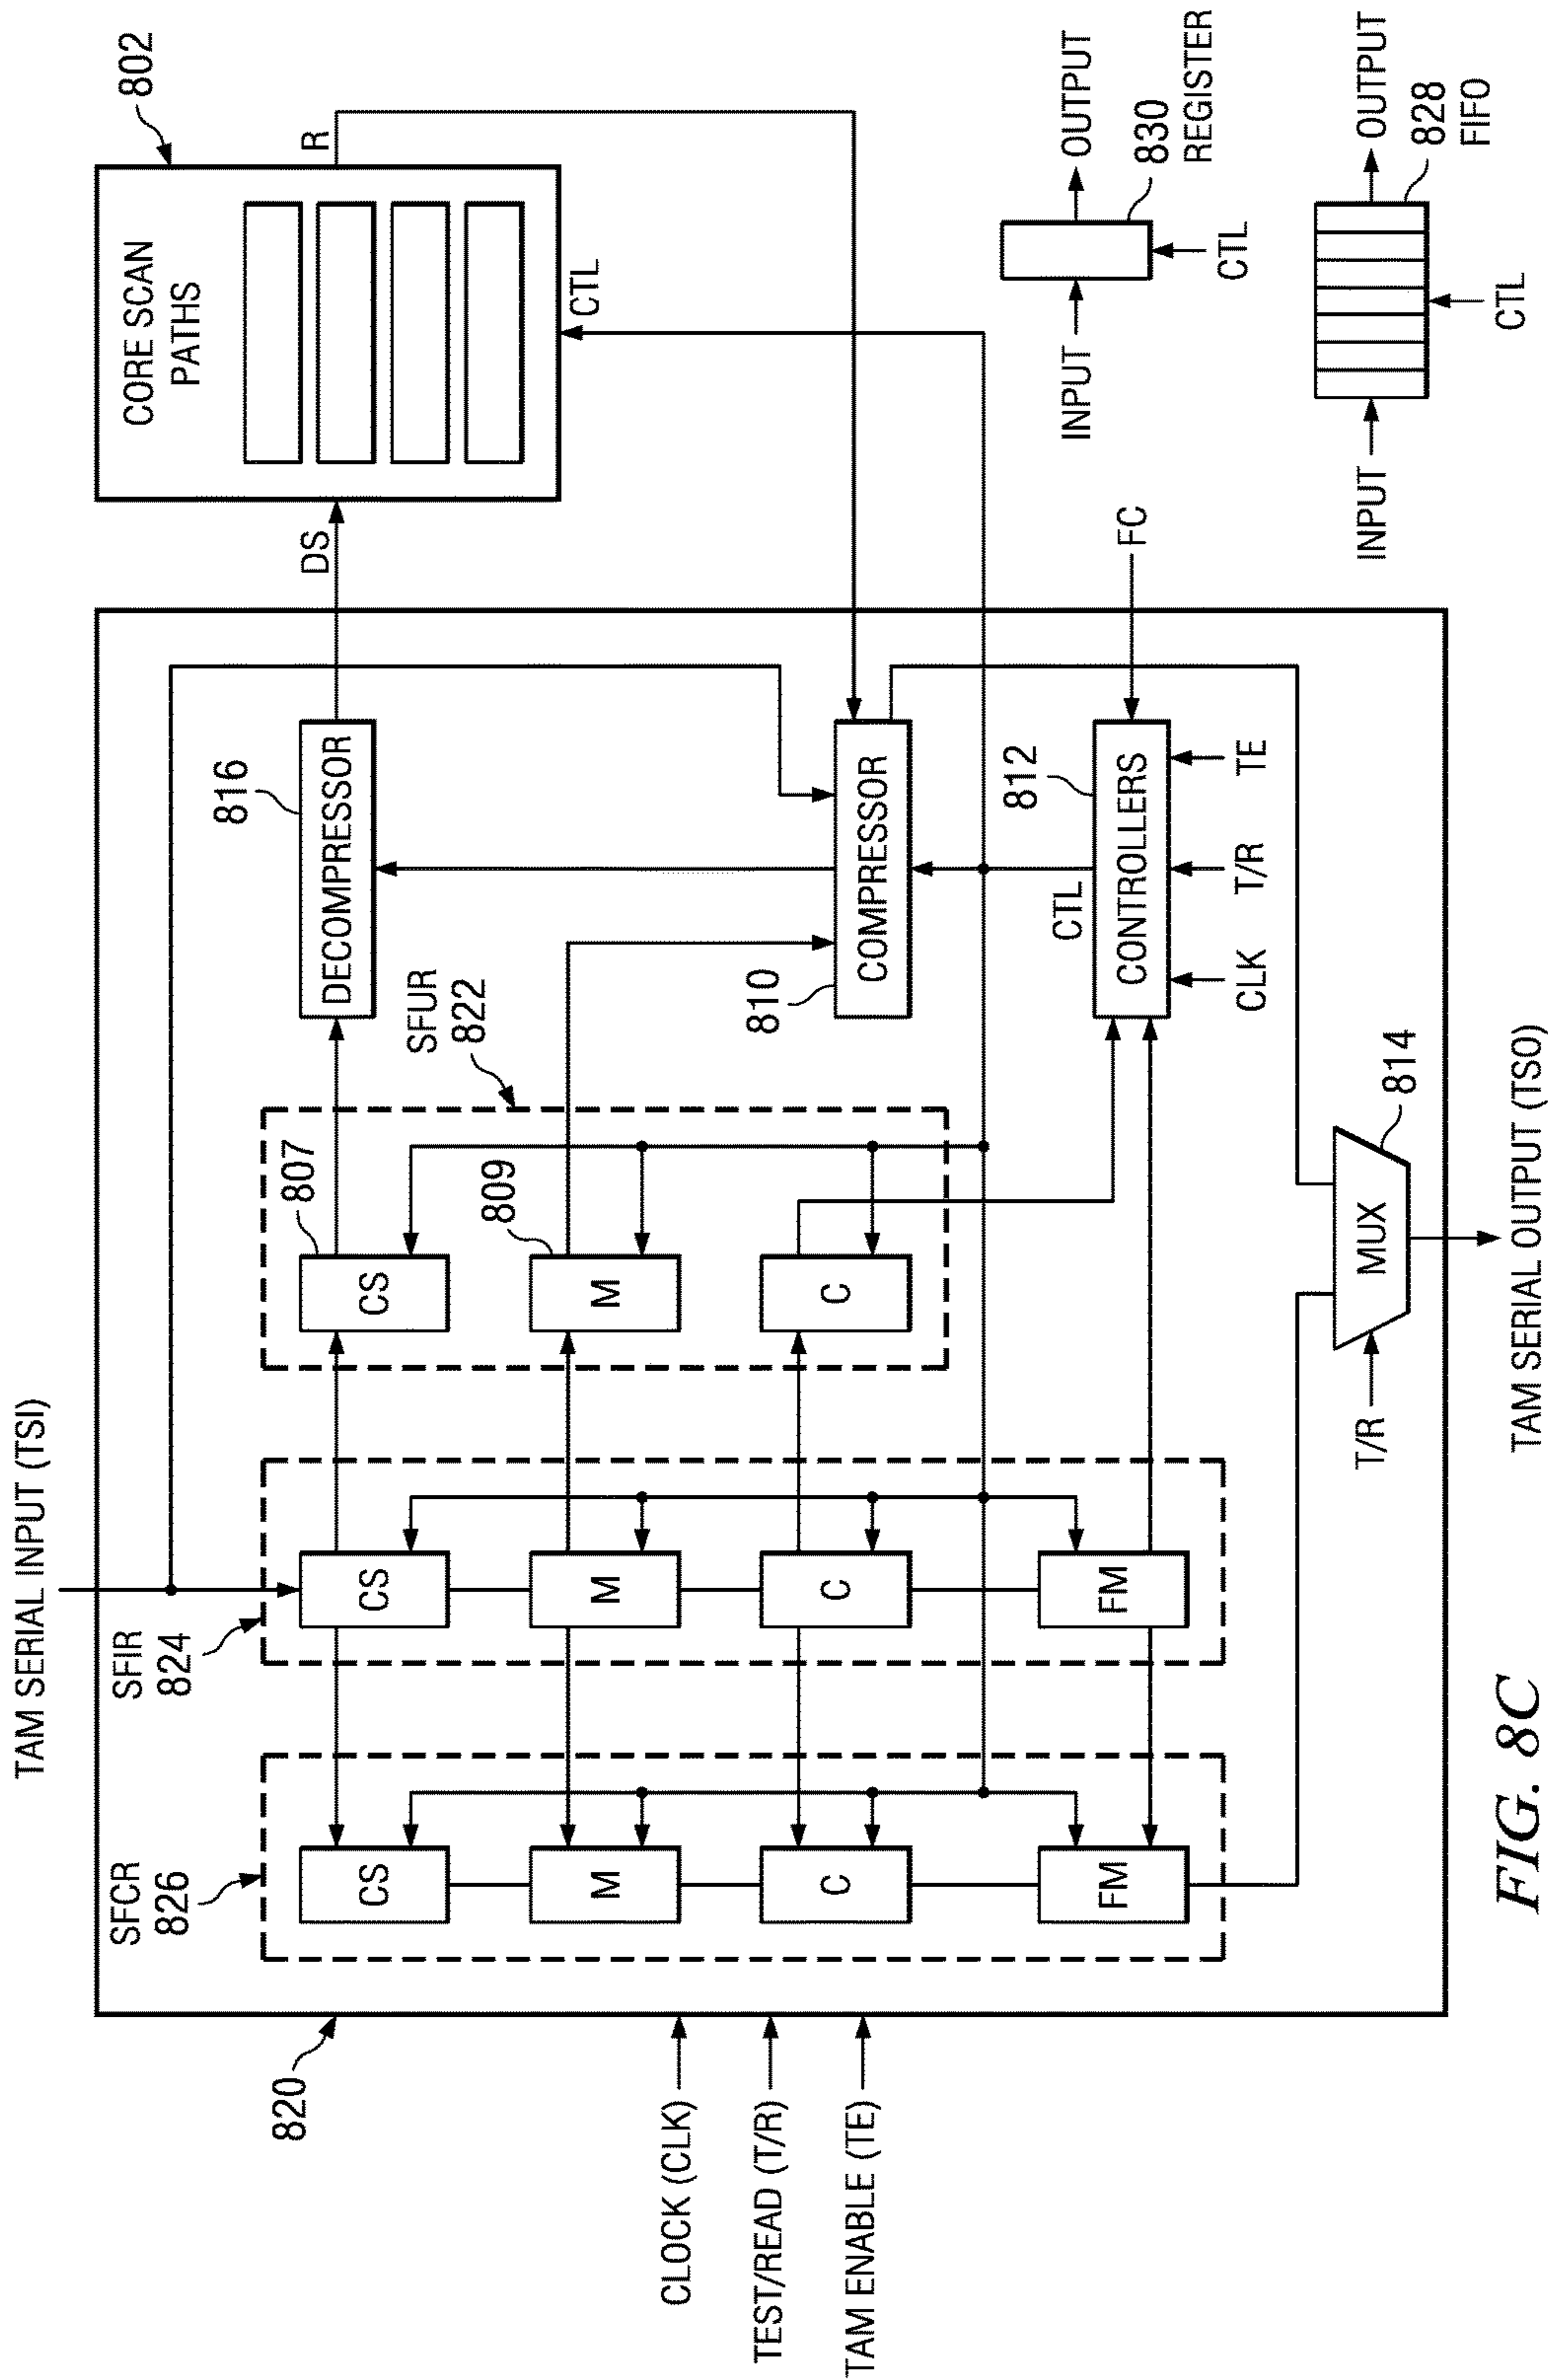 TAM SERIAL INPUT (TSI)
802
CORE SCAN
PATHS
R
DS
CTL
816
DECOMPRESSOR
SFIR
824
SFCR
826
820
SFUR
822
807
CS
CS
CS
809
M
M
M
C
C
C
FM
FM
810
COMPRESSOR
812
CTL
CONTROLLERS
FC
CLK
T/R
TE
CLOCK (CLK)
TEST/READ (T/R)
TAM ENABLE (TE)
T/R
MUX
814
TAM SERIAL OUTPUT (TSO)
INPUT
OUTPUT
CTL
830
REGISTER
INPUT
OUTPUT
CTL
828
FIFO
FIG. 8C